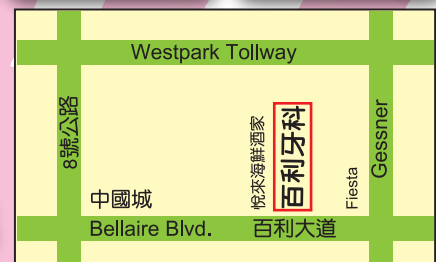 Westpark Tollway
8號公路
悅來海鮮酒家
百利牙科
Fiesta
Gessner
中國城
Bellaire Blvd. 百利大道